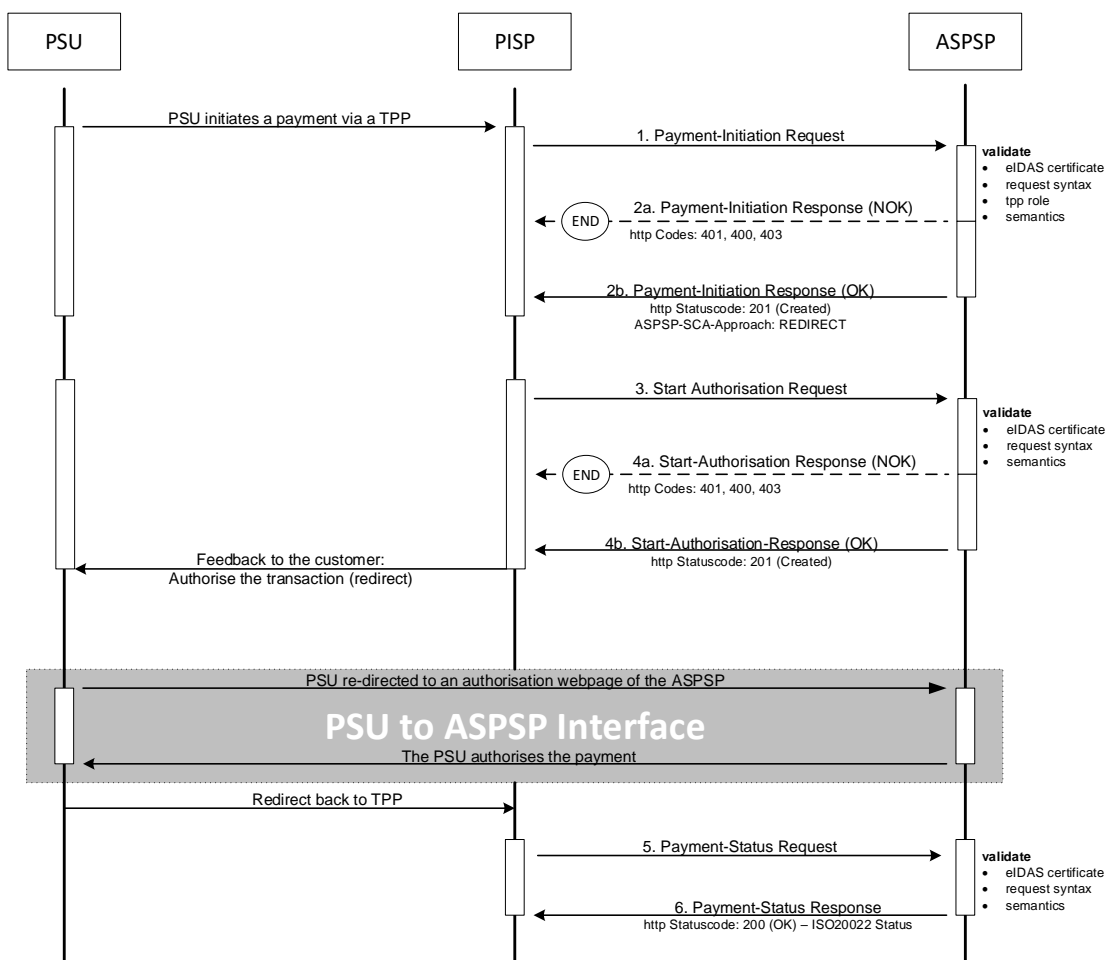 PSU
PISP
ASPSP
PSU initiates a payment via a TPP
1. Payment-Initiation Request
validate
• eIDAS certificate
• request syntax
• tpp role
• semantics
2a. Payment-Initiation Response (NOK)
END
http Codes: 401, 400, 403
2b. Payment-Initiation Response (OK)
http Statuscode: 201 (Created)
ASPSP-SCA-Approach: REDIRECT
3. Start Authorisation Request
validate
• eIDAS certificate
• request syntax
• semantics
4a. Start-Authorisation Response (NOK)
END
http Codes: 401, 400, 403
4b. Start-Authorisation-Response (OK)
http Statuscode: 201 (Created)
Feedback to the customer:
Authorise the transaction (redirect)
PSU re-directed to an authorisation webpage of the ASPSP
PSU to ASPSP Interface
The PSU authorises the payment
Redirect back to TPP
5. Payment-Status Request
validate
• eIDAS certificate
• request syntax
• semantics
6. Payment-Status Response
http Statuscode: 200 (OK) – ISO20022 Status